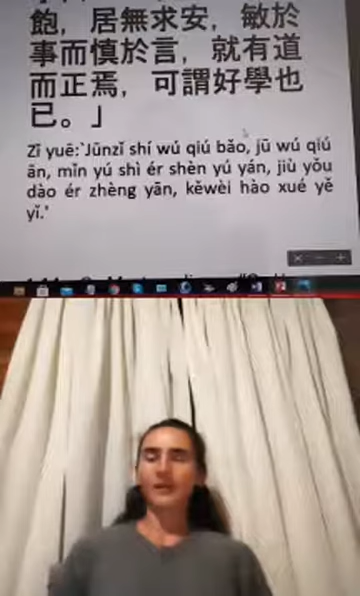 飽，居無求安，敏於
事而慎於言，就有道
而正焉，可謂好學也
已。」
Zǐ yuē:'Jūnzǐ shí wú qiú bǎo, jū wú qiú
ān, mǐn yú shì ér shèn yú yán, jiù yǒu
dào ér zhèng yān, kěwèi hào xué yě
yǐ.'